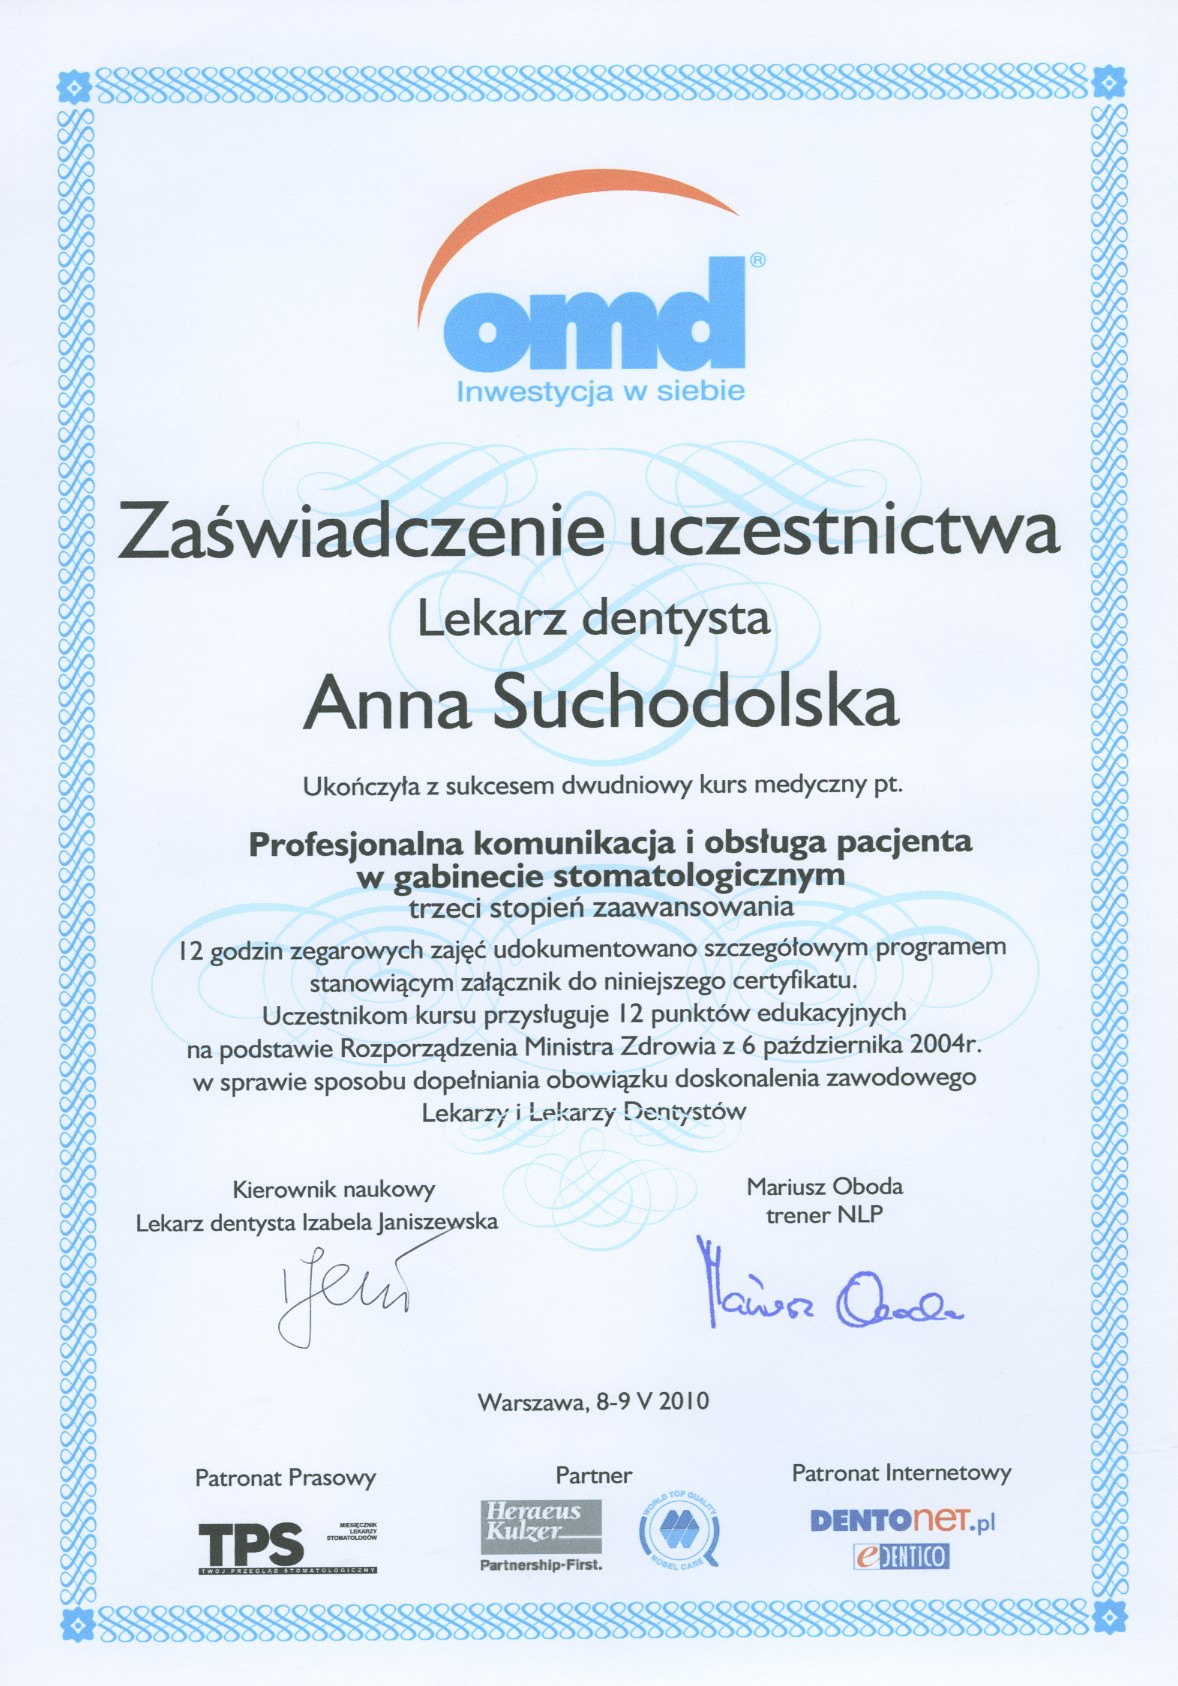 omd®
Inwestycja w siebie
Zaświadczenie uczestnictwa
Lekarz dentysta
Anna Suchodolska
Ukończyła z sukcesem dwudniowy kurs medyczny pt.
Profesjonalna komunikacja i obsługa pacjenta
w gabinecie stomatologicznym
trzeci stopień zaawansowania
12 godzin zegarowych zajęć udokumentowano szczegółowym programem
stanowiącym załącznik do niniejszego certyfikatu.
Uczestnikom kursu przysługuje 12 punktów edukacyjnych
na podstawie Rozporządzenia Ministra Zdrowia z 6 października 2004r.
w sprawie sposobu dopełniania obowiązku doskonalenia zawodowego
Lekarzy i Lekarzy Dentystów
Kierownik naukowy
Lekarz dentysta Izabela Janiszewska
Mariusz Oboda
trener NLP
Mariusz Oboda
Warszawa, 8-9 V 2010
Patronat Prasowy
TPS
MIESIĘCZNIK
LEKARZY
STOMATOLOGÓW
TWÓJ PRZEGLĄD STOMATOLOGICZNY
Partner
Heraeus
Kulzer
Partnership-First.
WORLD TOP QUALITY
NOBEL CARE
Patronat Internetowy
DENTOnet.pl
eDENTICO